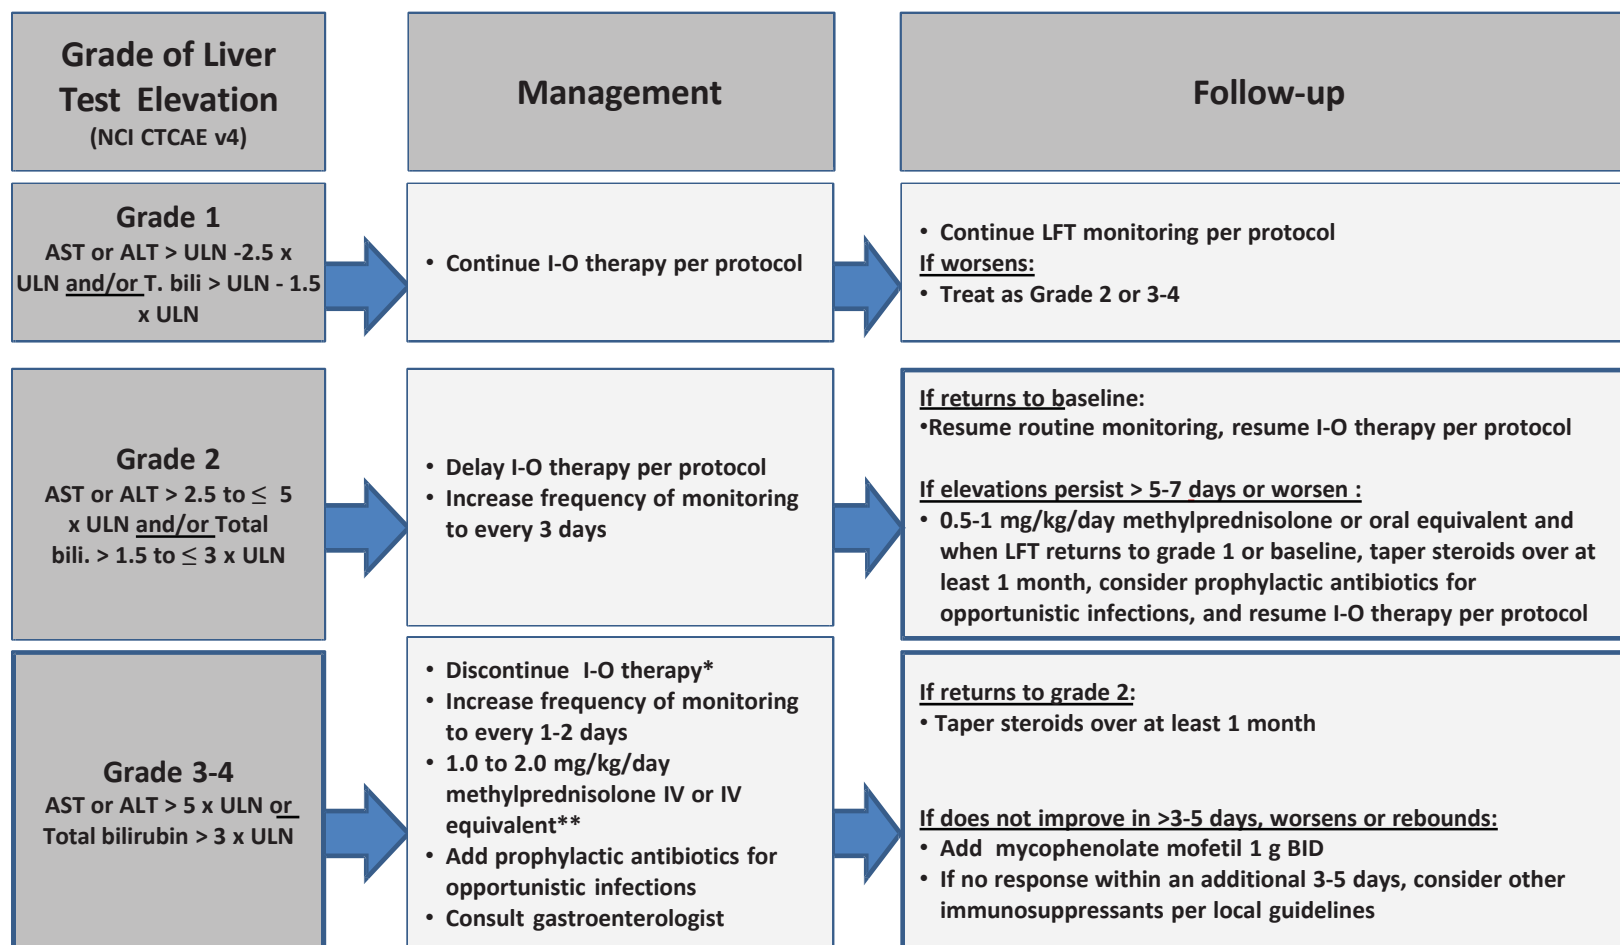 Grade of Liver
Test Elevation
(NCI CTCAE v4)
Management
Follow-up
Grade 1
AST or ALT > ULN -2.5 x
ULN and/or T. bili > ULN - 1.5
x ULN
• Continue I-O therapy per protocol
• Continue LFT monitoring per protocol
If worsens:
• Treat as Grade 2 or 3-4
Grade 2
AST or ALT > 2.5 to ≤ 5
x ULN and/or Total
bili. > 1.5 to ≤ 3 x ULN
• Delay I-O therapy per protocol
• Increase frequency of monitoring
to every 3 days
If returns to baseline:
•Resume routine monitoring, resume I-O therapy per protocol
If elevations persist > 5-7 days or worsen :
• 0.5-1 mg/kg/day methylprednisolone or oral equivalent and
when LFT returns to grade 1 or baseline, taper steroids over at
least 1 month, consider prophylactic antibiotics for
opportunistic infections, and resume I-O therapy per protocol
Grade 3-4
AST or ALT > 5 x ULN or
Total bilirubin > 3 x ULN
• Discontinue I-O therapy*
• Increase frequency of monitoring
to every 1-2 days
• 1.0 to 2.0 mg/kg/day
methylprednisolone IV or IV
equivalent**
• Add prophylactic antibiotics for
opportunistic infections
• Consult gastroenterologist
If returns to grade 2:
• Taper steroids over at least 1 month
If does not improve in >3-5 days, worsens or rebounds:
• Add mycophenolate mofetil 1 g BID
• If no response within an additional 3-5 days, consider other
immunosuppressants per local guidelines